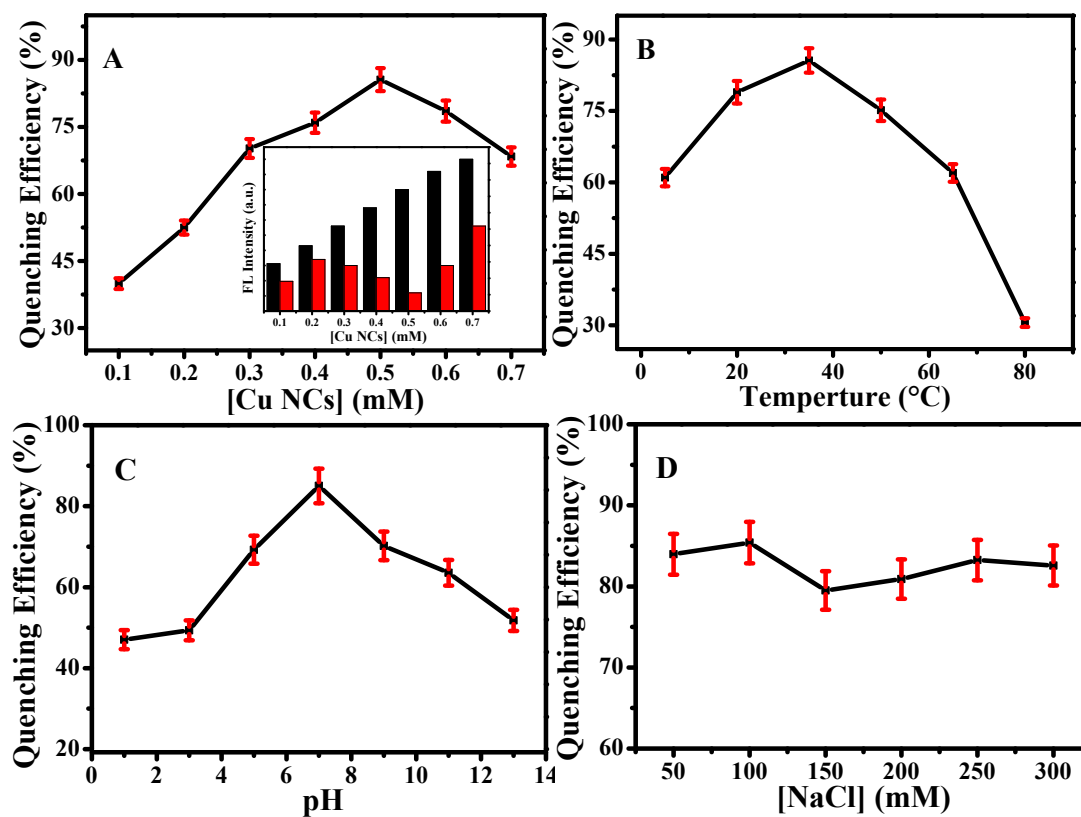 A
Quenching Efficiency (%)
90
75
60
45
30
0.1 0.2 0.3 0.4 0.5 0.6 0.7
[Cu NCs] (mM)
FL Intensity (a.u.)
0.1 0.2 0.3 0.4 0.5 0.6 0.7
[Cu NCs] (mM)
B
Quenching Efficiency (%)
90
75
60
45
30
0 20 40 60 80
Temperture (°C)
C
Quenching Efficiency (%)
100
80
60
40
20
0 2 4 6 8 10 12 14
pH
D
Quenching Efficiency (%)
100
90
80
70
60
50 100 150 200 250 300
[NaCl] (mM)